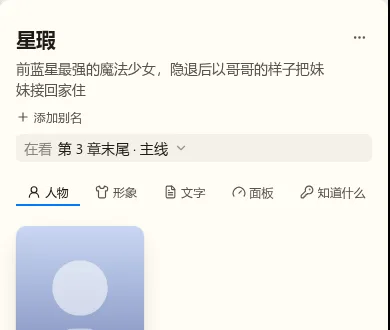 星瑕
前蓝星最强的魔法少女，隐退后以哥哥的样子把妹
妹接回家住
添加别名
在看 第 3 章末尾 · 主线
人物 形象 文字 面板 知道什么